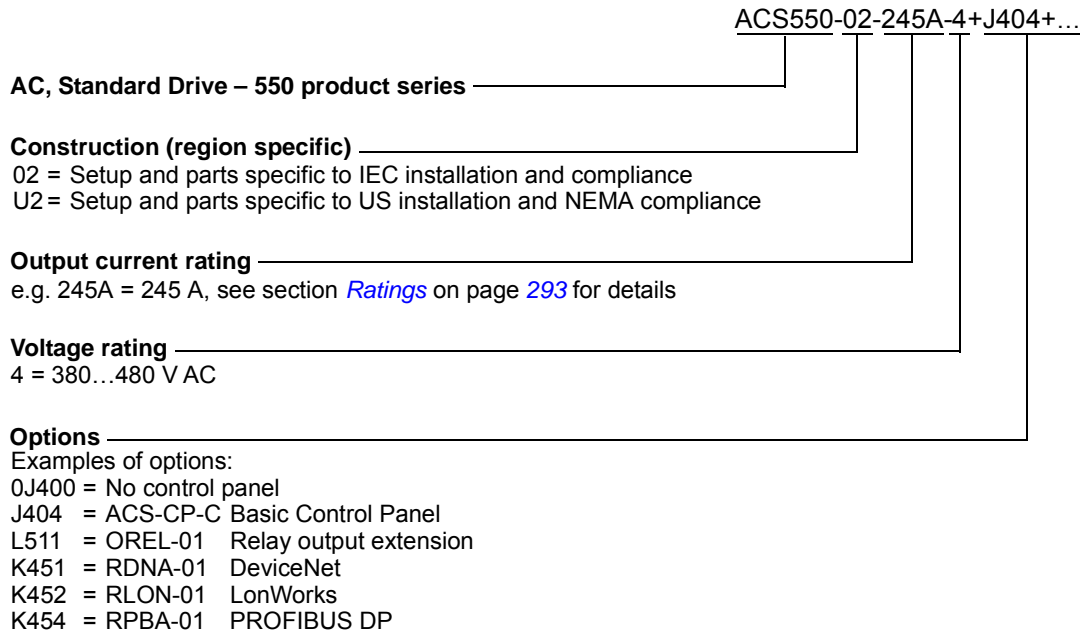 ACS550-02-245A-4+J404+…
AC, Standard Drive – 550 product series
Construction (region specific)
02 = Setup and parts specific to IEC installation and compliance
U2 = Setup and parts specific to US installation and NEMA compliance
Output current rating
e.g. 245A = 245 A, see section Ratings on page 293 for details
Voltage rating
4 = 380…480 V AC
Options
Examples of options:
0J400 = No control panel
J404 = ACS-CP-C Basic Control Panel
L511 = OREL-01 Relay output extension
K451 = RDNA-01 DeviceNet
K452 = RLON-01 LonWorks
K454 = RPBA-01 PROFIBUS DP